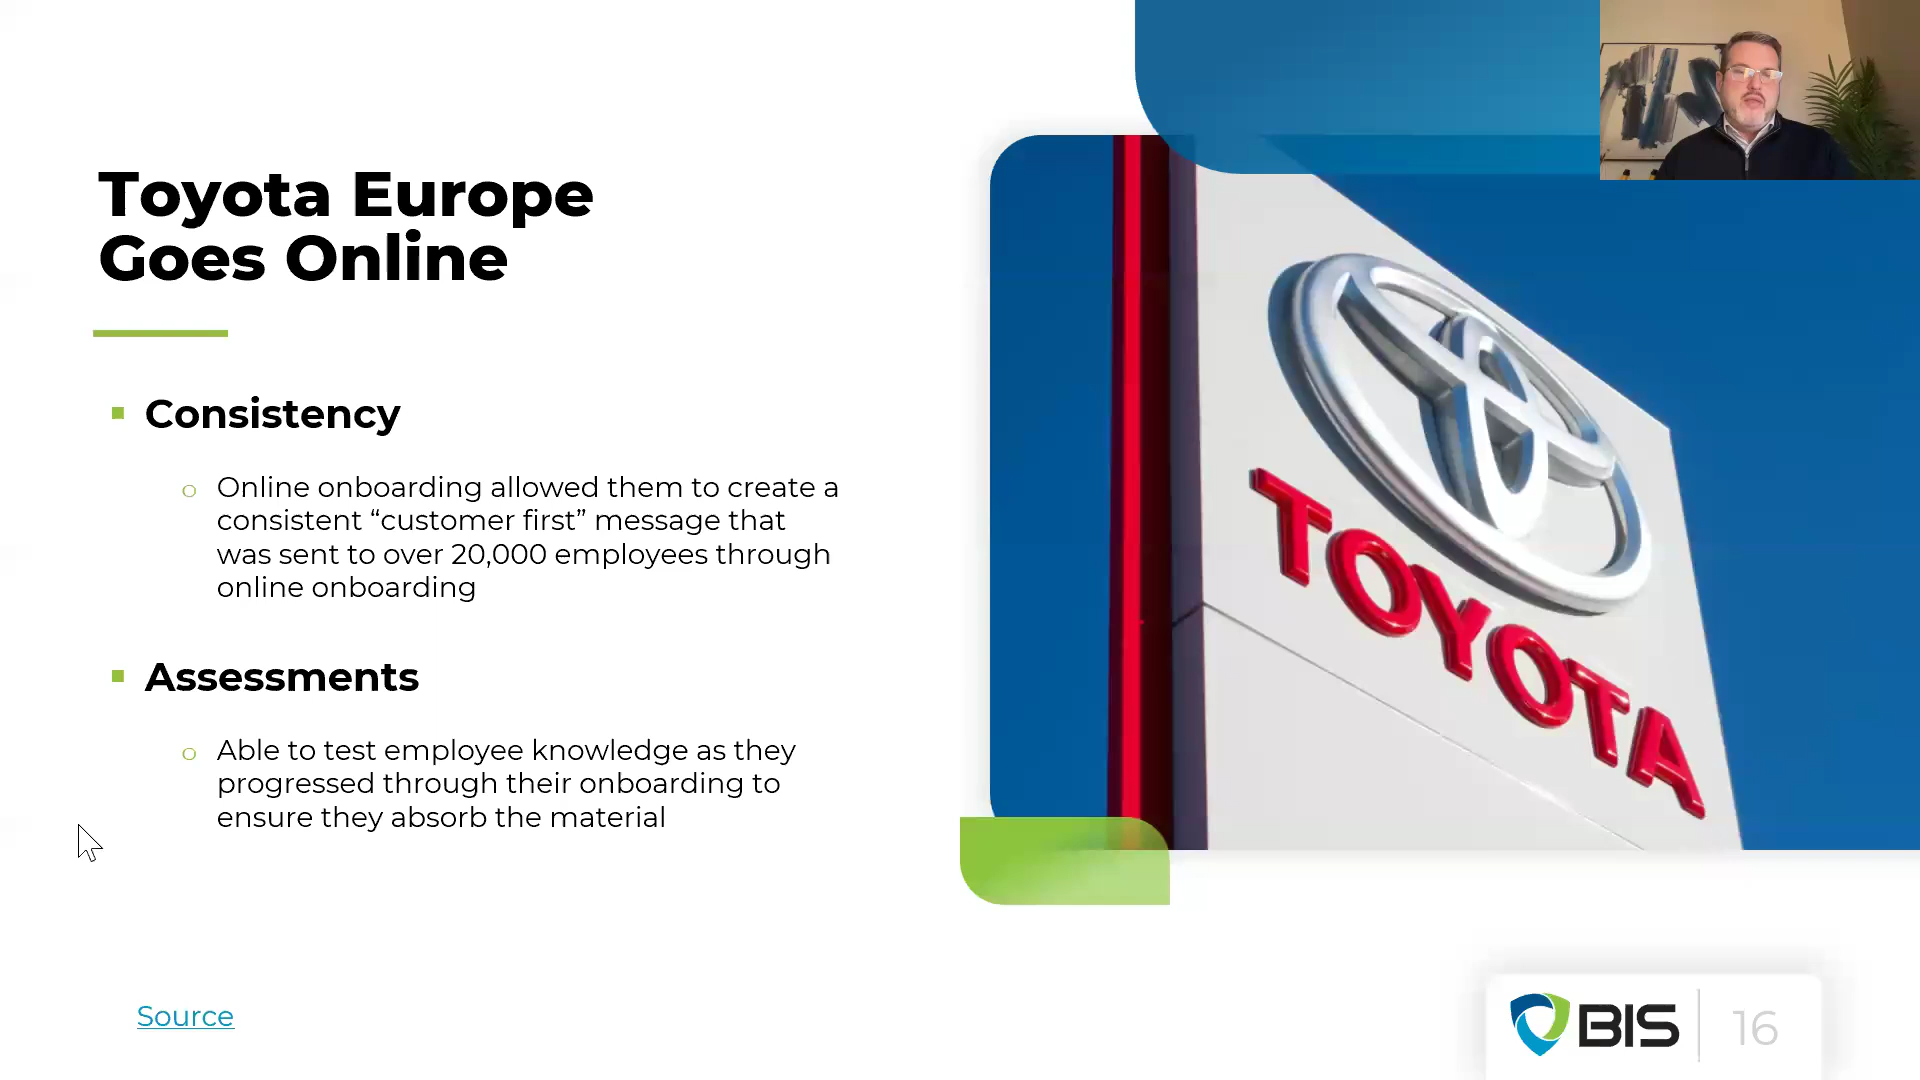 Toyota Europe
Goes Online
Consistency
Online onboarding allowed them to create a
consistent “customer first” message that
was sent to over 20,000 employees through
online onboarding
Assessments
Able to test employee knowledge as they
progressed through their onboarding to
ensure they absorb the material
Source
TOYOTA
BIS
16